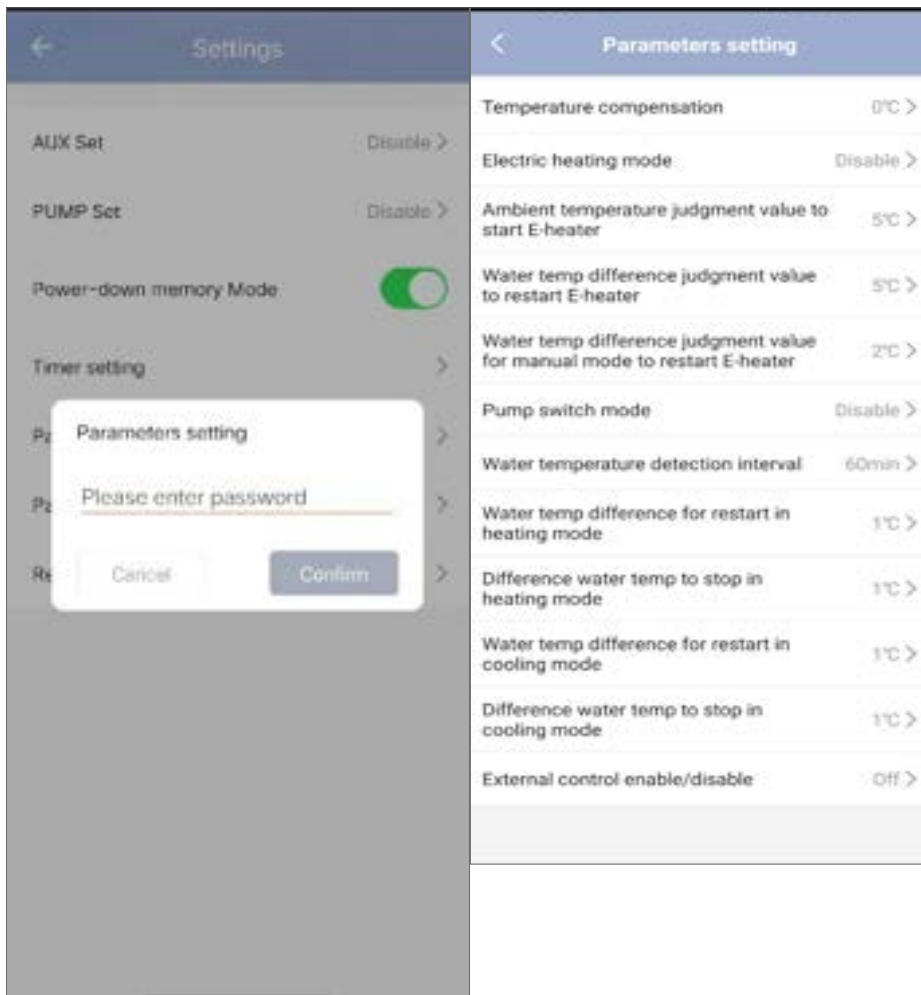 Settings
AUX Set
Disable
PUMP Set
Disable
Power-down memory Mode
Timer setting
Pa
Parameters setting
Pa
Please enter password
Re
Cancel
Confirm
Parameters setting
Temperature compensation
0℃
Electric heating mode
Disable
Ambient temperature judgment value to
start E-heater
5℃
Water temp difference judgment value
to restart E-heater
5℃
Water temp difference judgment value
for manual mode to restart E-heater
2℃
Pump switch mode
Disable
Water temperature detection interval
60min
Water temp difference for restart in
heating mode
1℃
Difference water temp to stop in
heating mode
1℃
Water temp difference for restart in
cooling mode
1℃
Difference water temp to stop in
cooling mode
1℃
External control enable/disable
Off